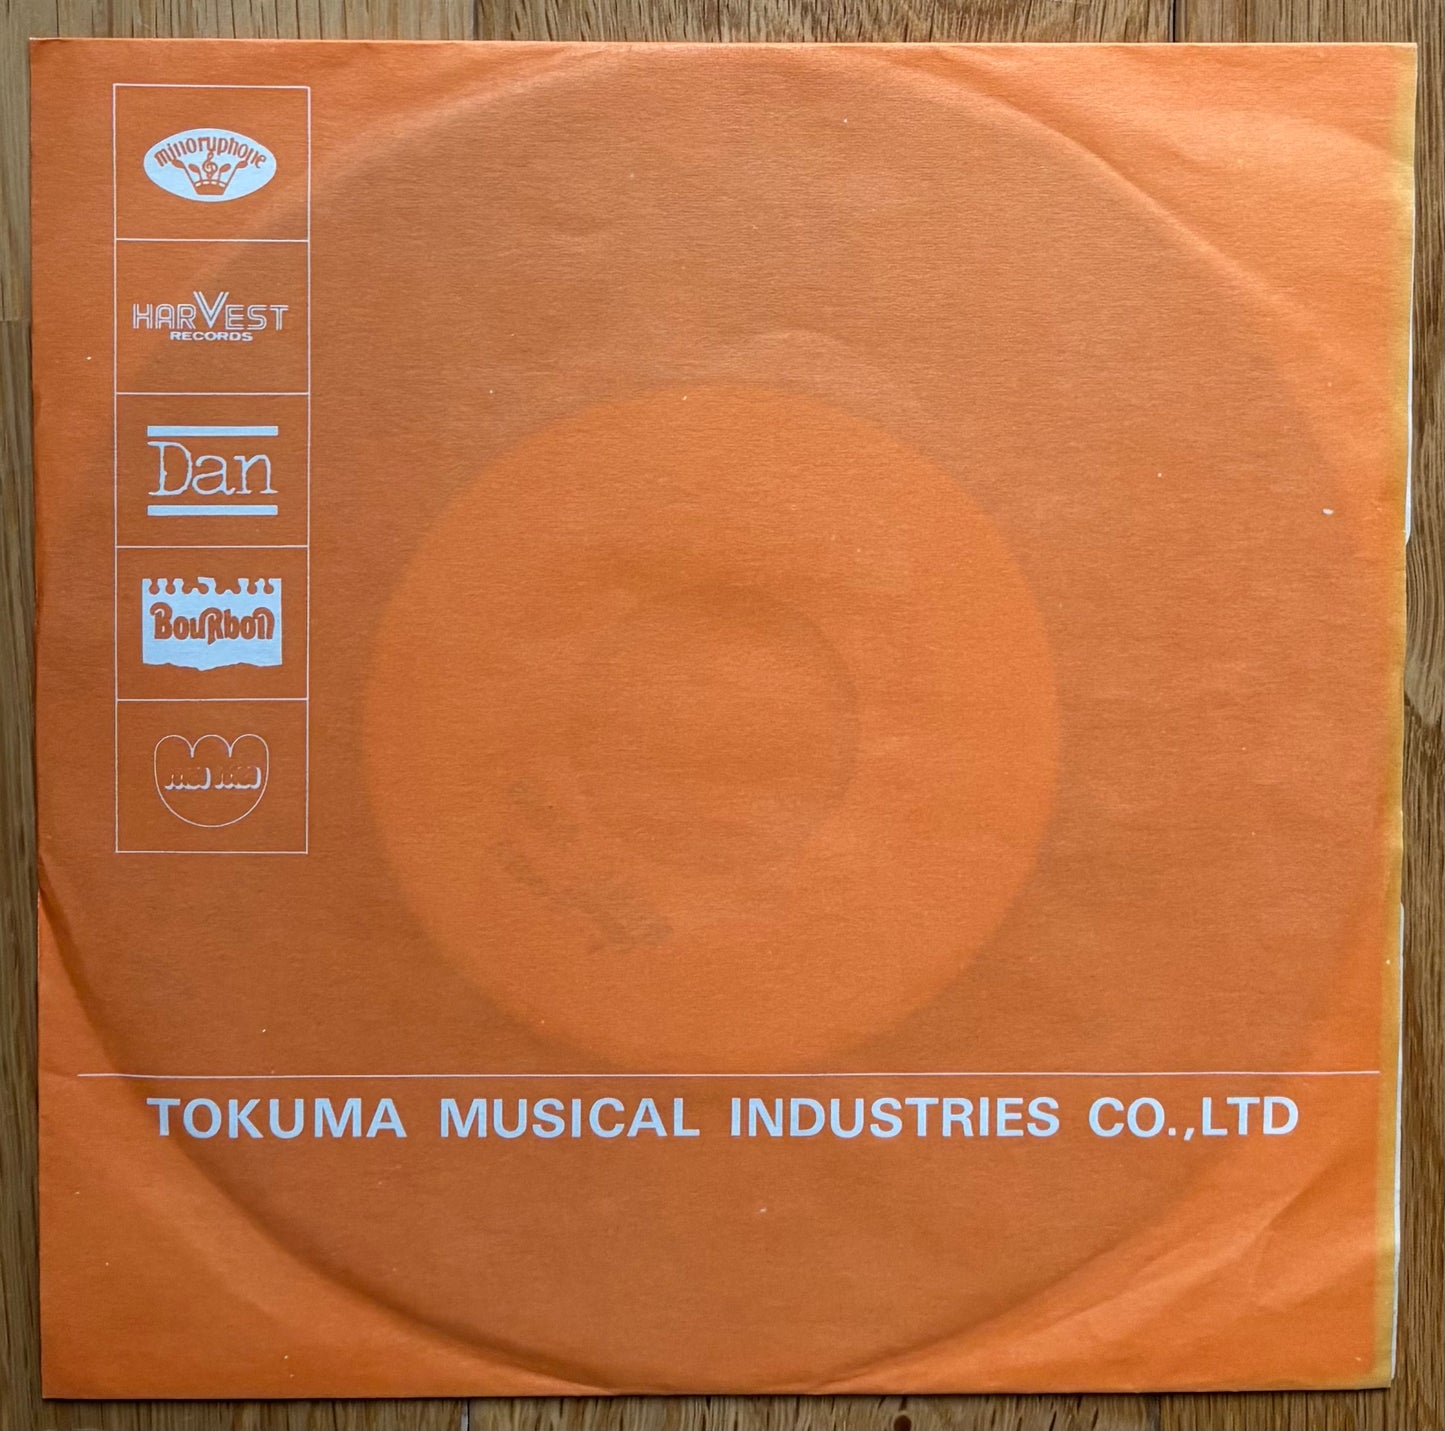 minoruphone
HARVEST
RECORDS
Dan
BouRbon
TOKUMA MUSICAL INDUSTRIES CO.,LTD